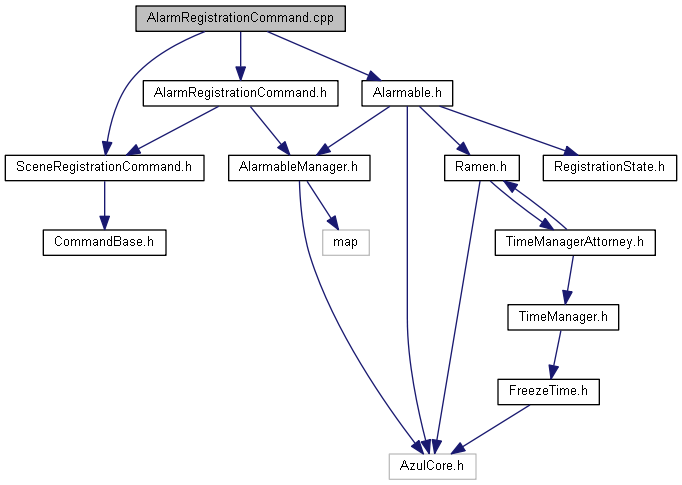 AlarmRegistrationCommand.cpp
AlarmRegistrationCommand.h
Alarmable.h
SceneRegistrationCommand.h
AlarmableManager.h
Ramen.h
RegistrationState.h
CommandBase.h
map
TimeManagerAttorney.h
TimeManager.h
FreezeTime.h
AzulCore.h